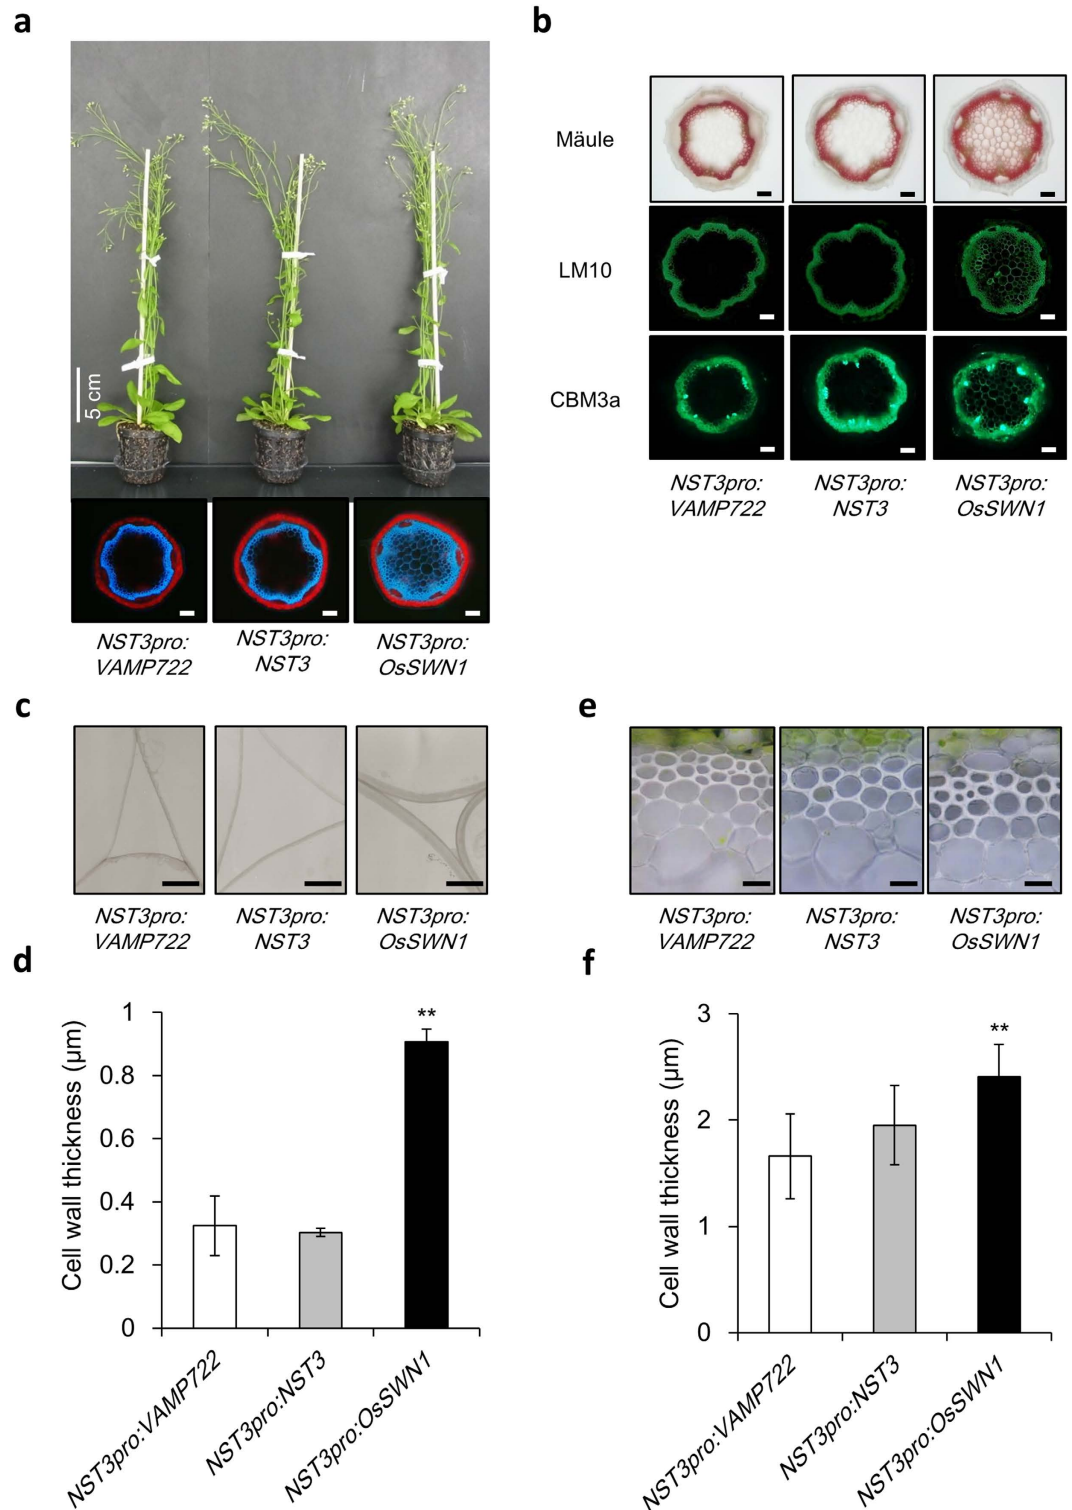 a
5 cm
NST3pro:
VAMP722
NST3pro:
NST3
NST3pro:
OsSWN1
b
Mäule
LM10
CBM3a
NST3pro:
VAMP722
NST3pro:
NST3
NST3pro:
OsSWN1
c
NST3pro:
VAMP722
NST3pro:
NST3
NST3pro:
OsSWN1
e
NST3pro:
VAMP722
NST3pro:
NST3
NST3pro:
OsSWN1
d
Cell wall thickness (μm)
1
0.8
0.6
0.4
0.2
0
**
NST3pro:VAMP722
NST3pro:NST3
NST3pro:OsSWN1
f
Cell wall thickness (μm)
3
2
1
0
**
NST3pro:VAMP722
NST3pro:NST3
NST3pro:OsSWN1